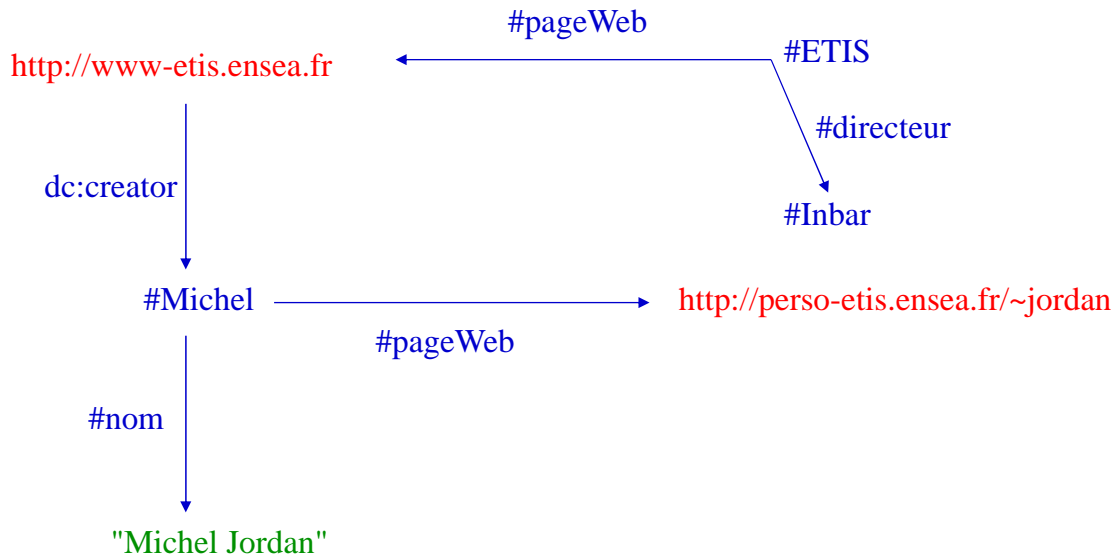 #pageWeb
http://www-etis.ensea.fr
#ETIS
#directeur
dc:creator
#Inbar
#Michel
http://perso-etis.ensea.fr/~jordan
#pageWeb
#nom
"Michel Jordan"